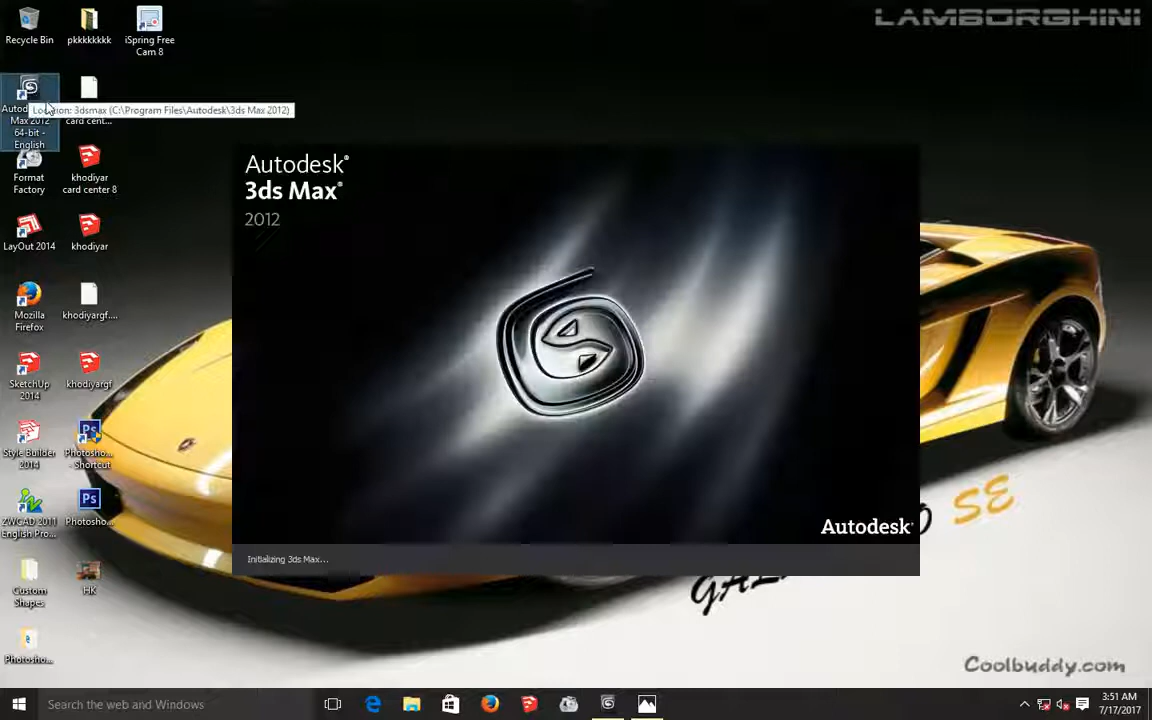 LAMBORGHINI
Recycle Bin
pkkkkkkkk
iSpring Free
Cam 8
Location: 3dsmax (C:\Program Files\Autodesk\3ds Max 2012)
Max 2012
64-bit -
English
card cent...
Format
Factory
khodiyar
card center 8
LayOut 2014
khodiyar
Mozilla
Firefox
khodiyargf....
SketchUp
2014
khodiyargf
Style Builder
2014
Photosho...
- Shortcut
ZWCAD 2011
English Pro...
Photosho...
Custom
Shapes
HK
Photosho...
Autodesk®
3ds Max®
2012
Autodesk®
Initializing 3ds Max...
SE
Coolbuddy.com
Search the web and Windows
3:51 AM
7/17/2017